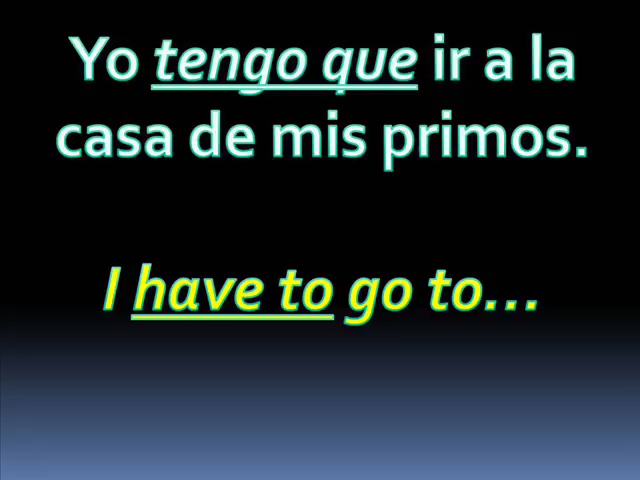 Yo tengo que ir a la
casa de mis primos.
I have to go to...